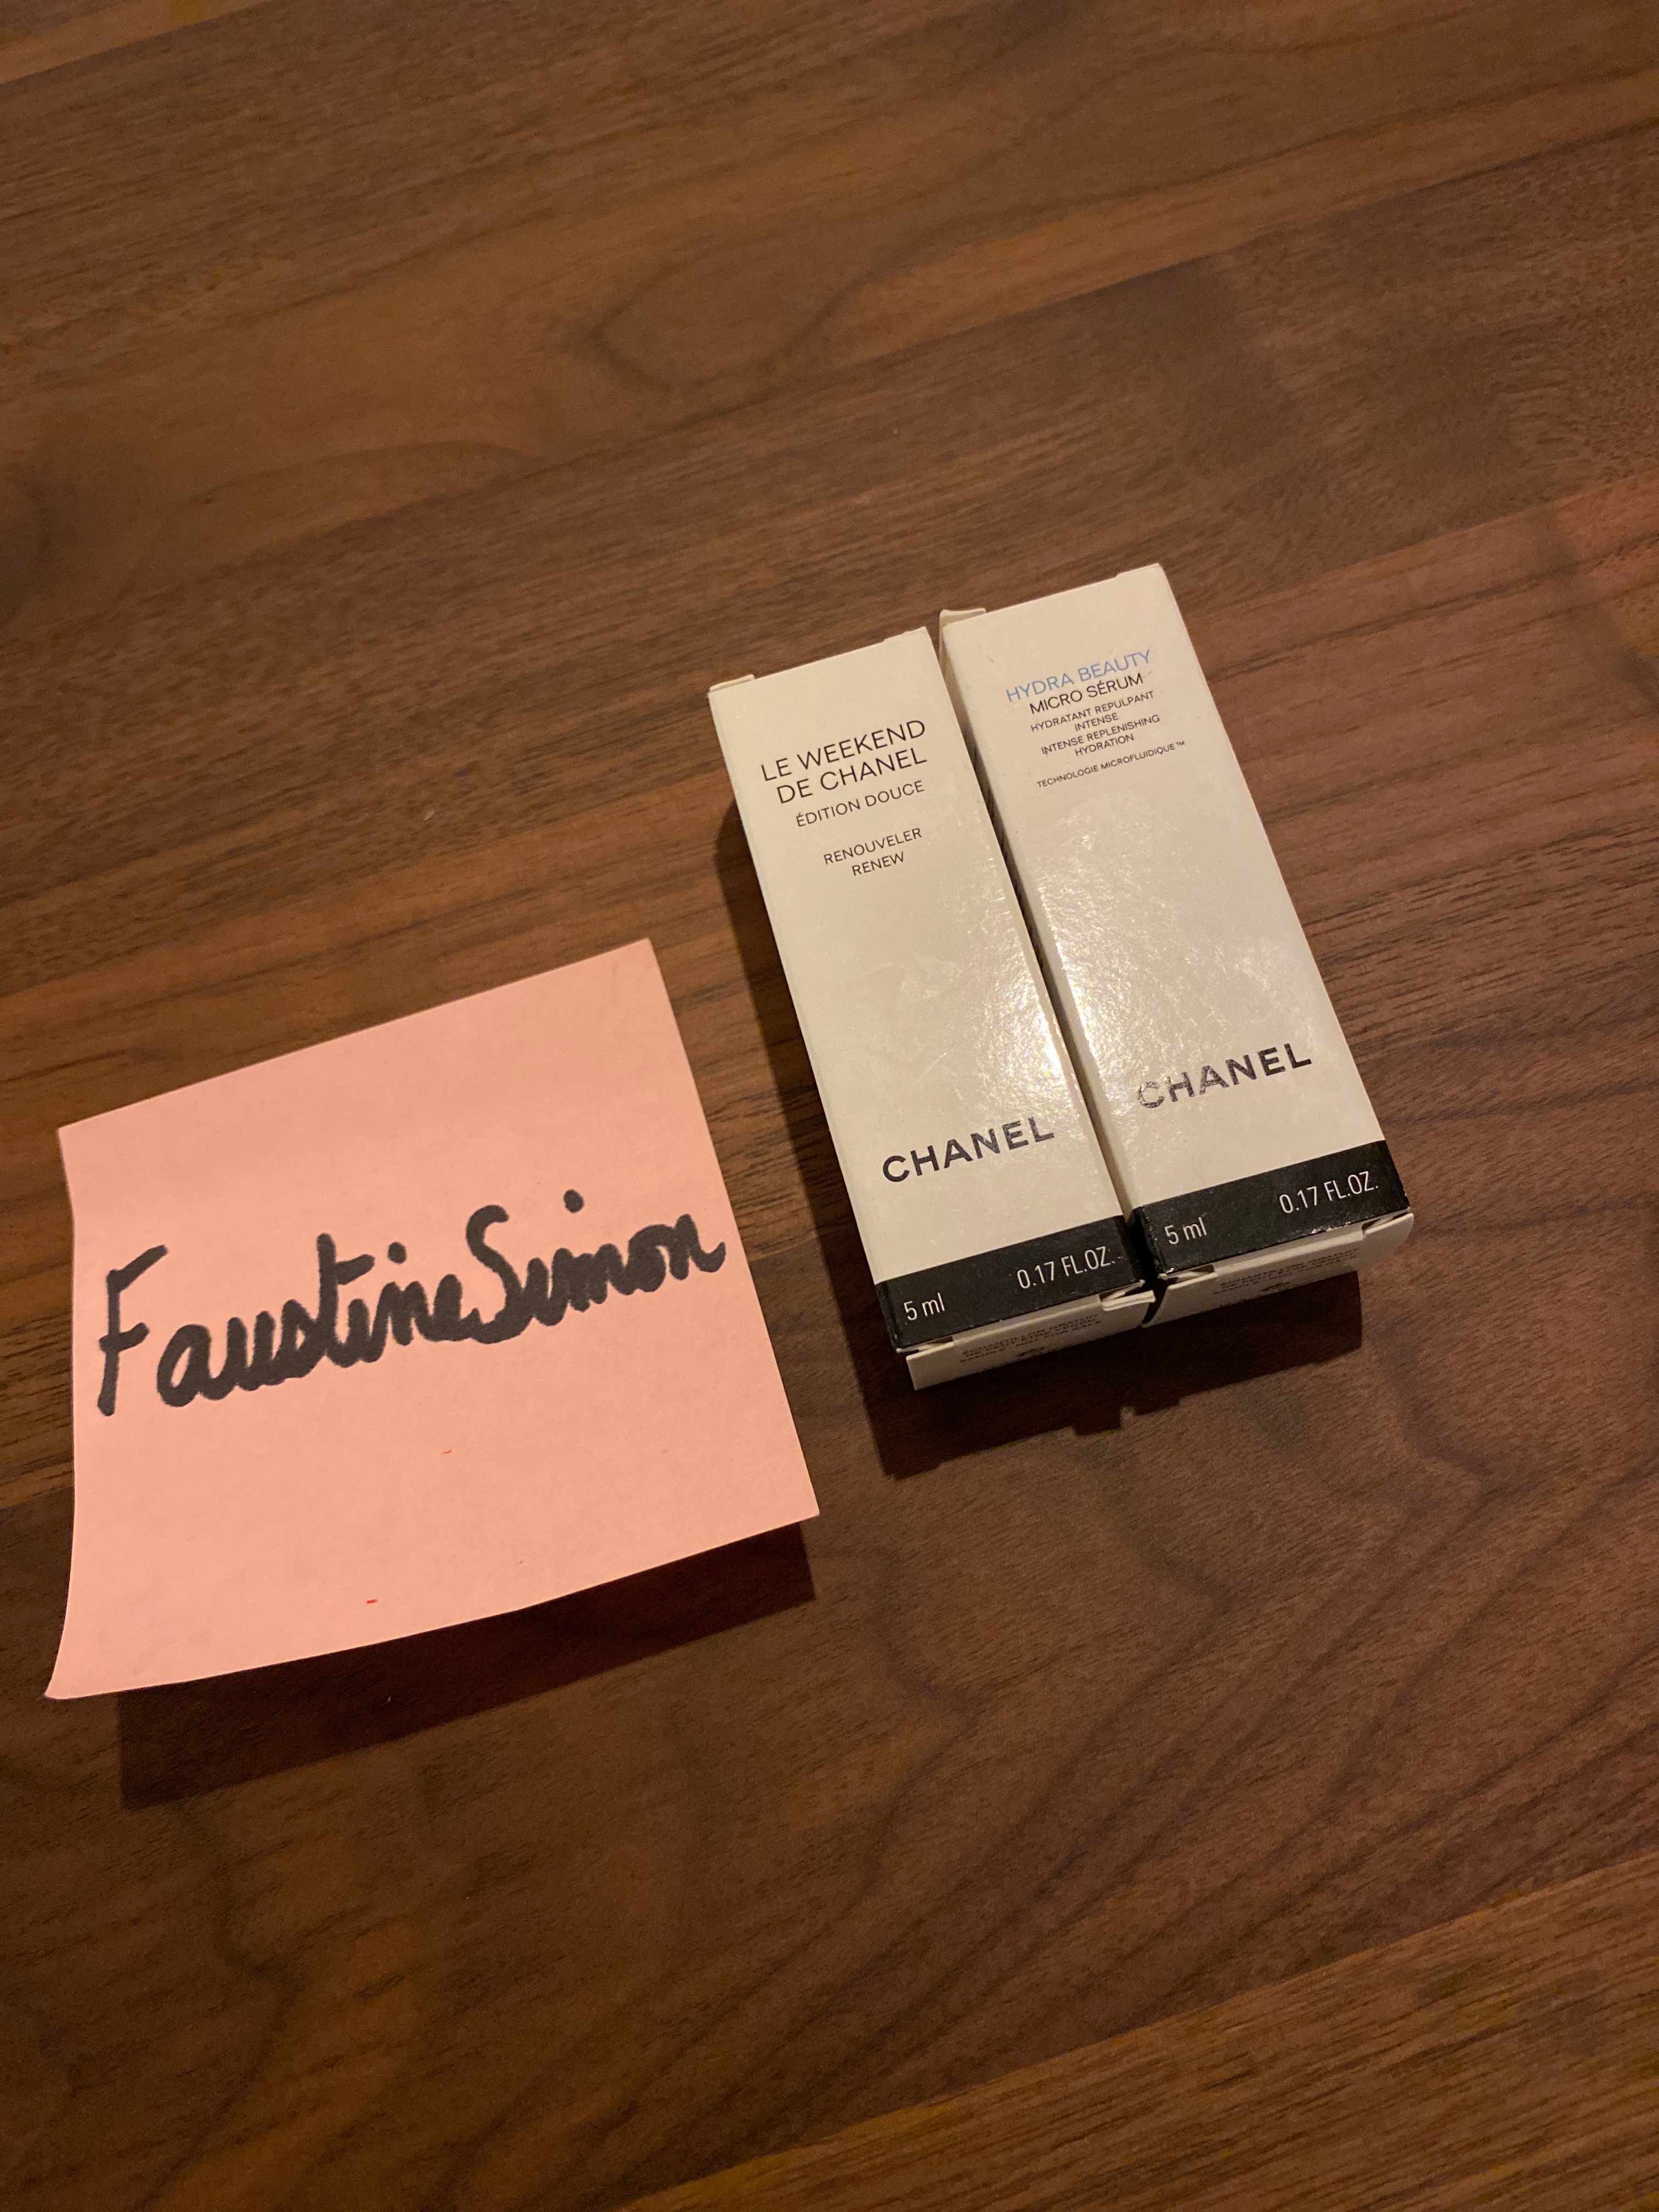 FaustineSimon
LE WEEKEND
DE CHANEL
ÉDITION DOUCE
RENOUVELER
RENEW
CHANEL
5 ml 0.17 FL.OZ.
HYDRA BEAUTY
MICRO SÉRUM
HYDRATANT REPULPANT
INTENSE
INTENSE REPLENISHING
HYDRATION
TECHNOLOGIE MICROFLUIDIQUE™
CHANEL
5 ml 0.17 FL.OZ.